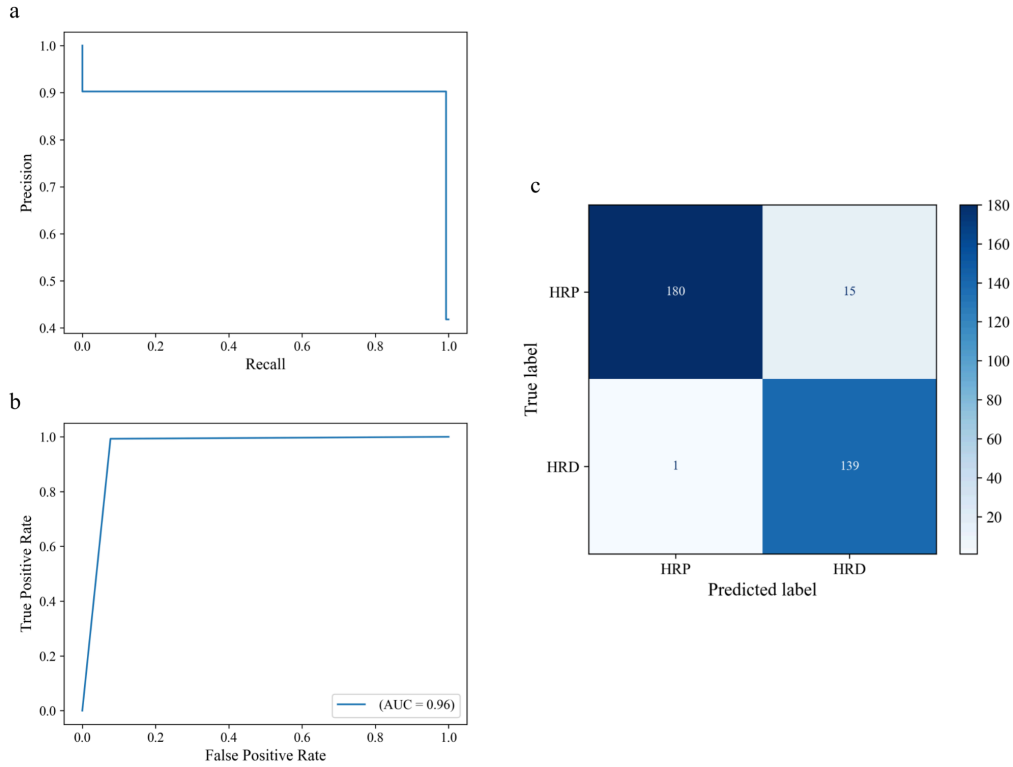 a
1.0
0.9
0.8
0.7
0.6
0.5
0.4
Precision
0.0 0.2 0.4 0.6 0.8 1.0
Recall
b
1.0
0.8
0.6
0.4
0.2
0.0
True Positive Rate
(AUC = 0.96)
0.0 0.2 0.4 0.6 0.8 1.0
False Positive Rate
c
True label
HRP
180 15
HRD
1 139
HRP HRD
Predicted label
180
160
140
120
100
80
60
40
20